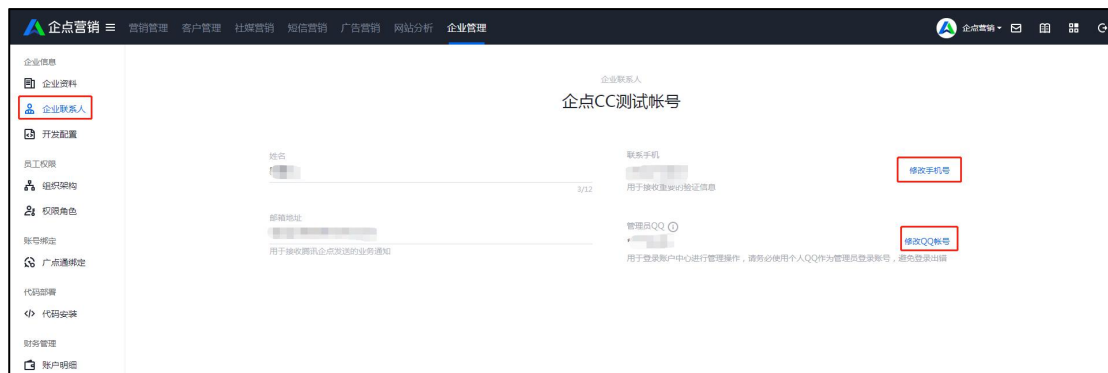 企点营销 营销管理 客户管理 社媒营销 短信营销 广告营销 网站分析 企业管理 企点营销
企业信息
企业资料
企业联系人
开发配置
员工权限
组织架构
权限角色
账号绑定
广点通绑定
代码部署
代码安装
财务管理
账户明细
企业联系人
企点CC测试帐号
姓名
3/12
联系手机
修改手机号
用于接收重要的验证信息
邮箱地址
用于接收腾讯企点发送的业务通知
管理员QQ
修改QQ帐号
用于登录账户中心进行管理操作，请务必使用个人QQ作为管理员登录账号，避免登录出错